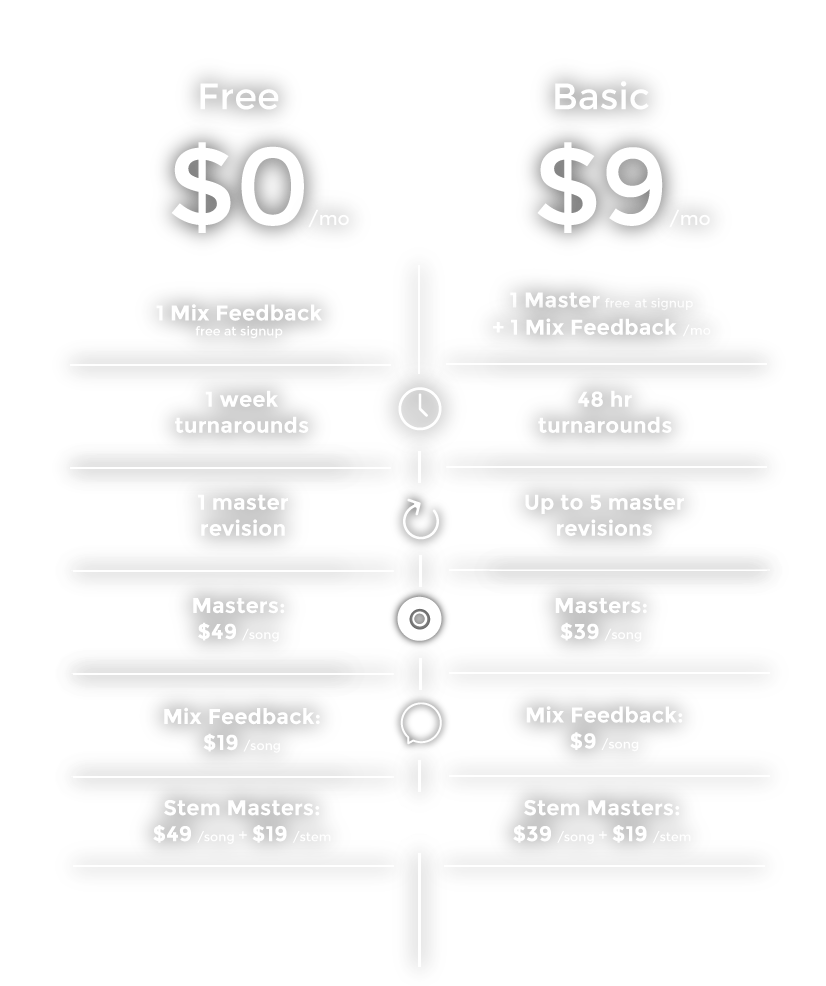 Free
$0 /mo
1 Mix Feedback
free at signup
1 week
turnarounds
1 master
revision
Masters:
$49 /song
Mix Feedback:
$19 /song
Stem Masters:
$49 /song + $19 /stem
Basic
$9 /mo
1 Master free at signup
+ 1 Mix Feedback /mo
48 hr
turnarounds
Up to 5 master
revisions
Masters:
$39 /song
Mix Feedback:
$9 /song
Stem Masters:
$39 /song + $19 /stem